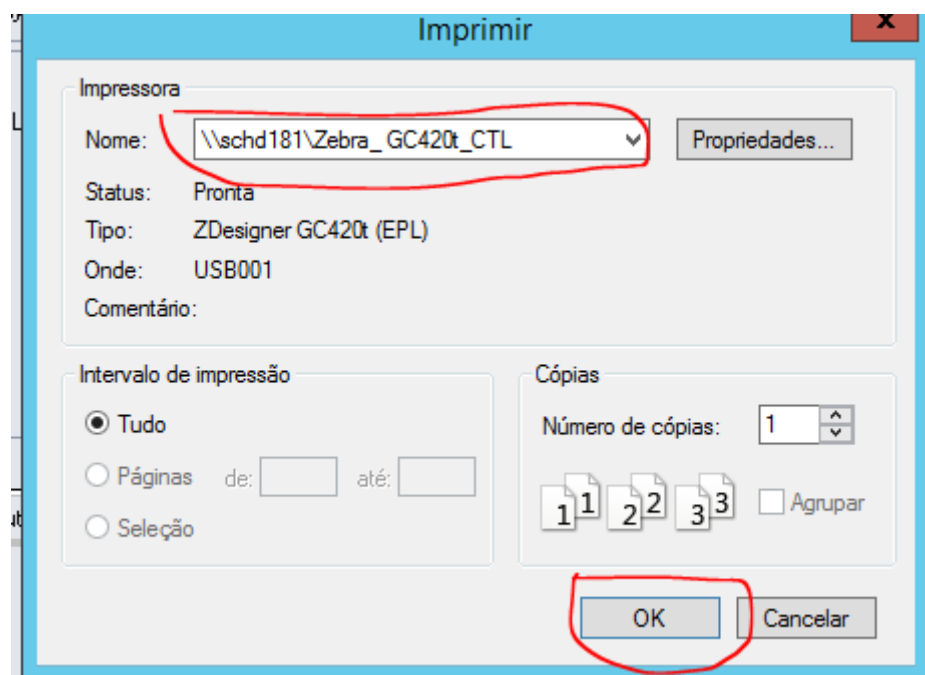 Imprimir
x
Impressora
Nome: \\schd181\Zebra_ GC420t_CTL Propriedades...
Status: Pronta
Tipo: ZDesigner GC420t (EPL)
Onde: USB001
Comentário:
Intervalo de impressão
Tudo
Páginas de: até:
Seleção
Cópias
Número de cópias: 1
1 1 2 2 3 3 Agrupar
OK Cancelar